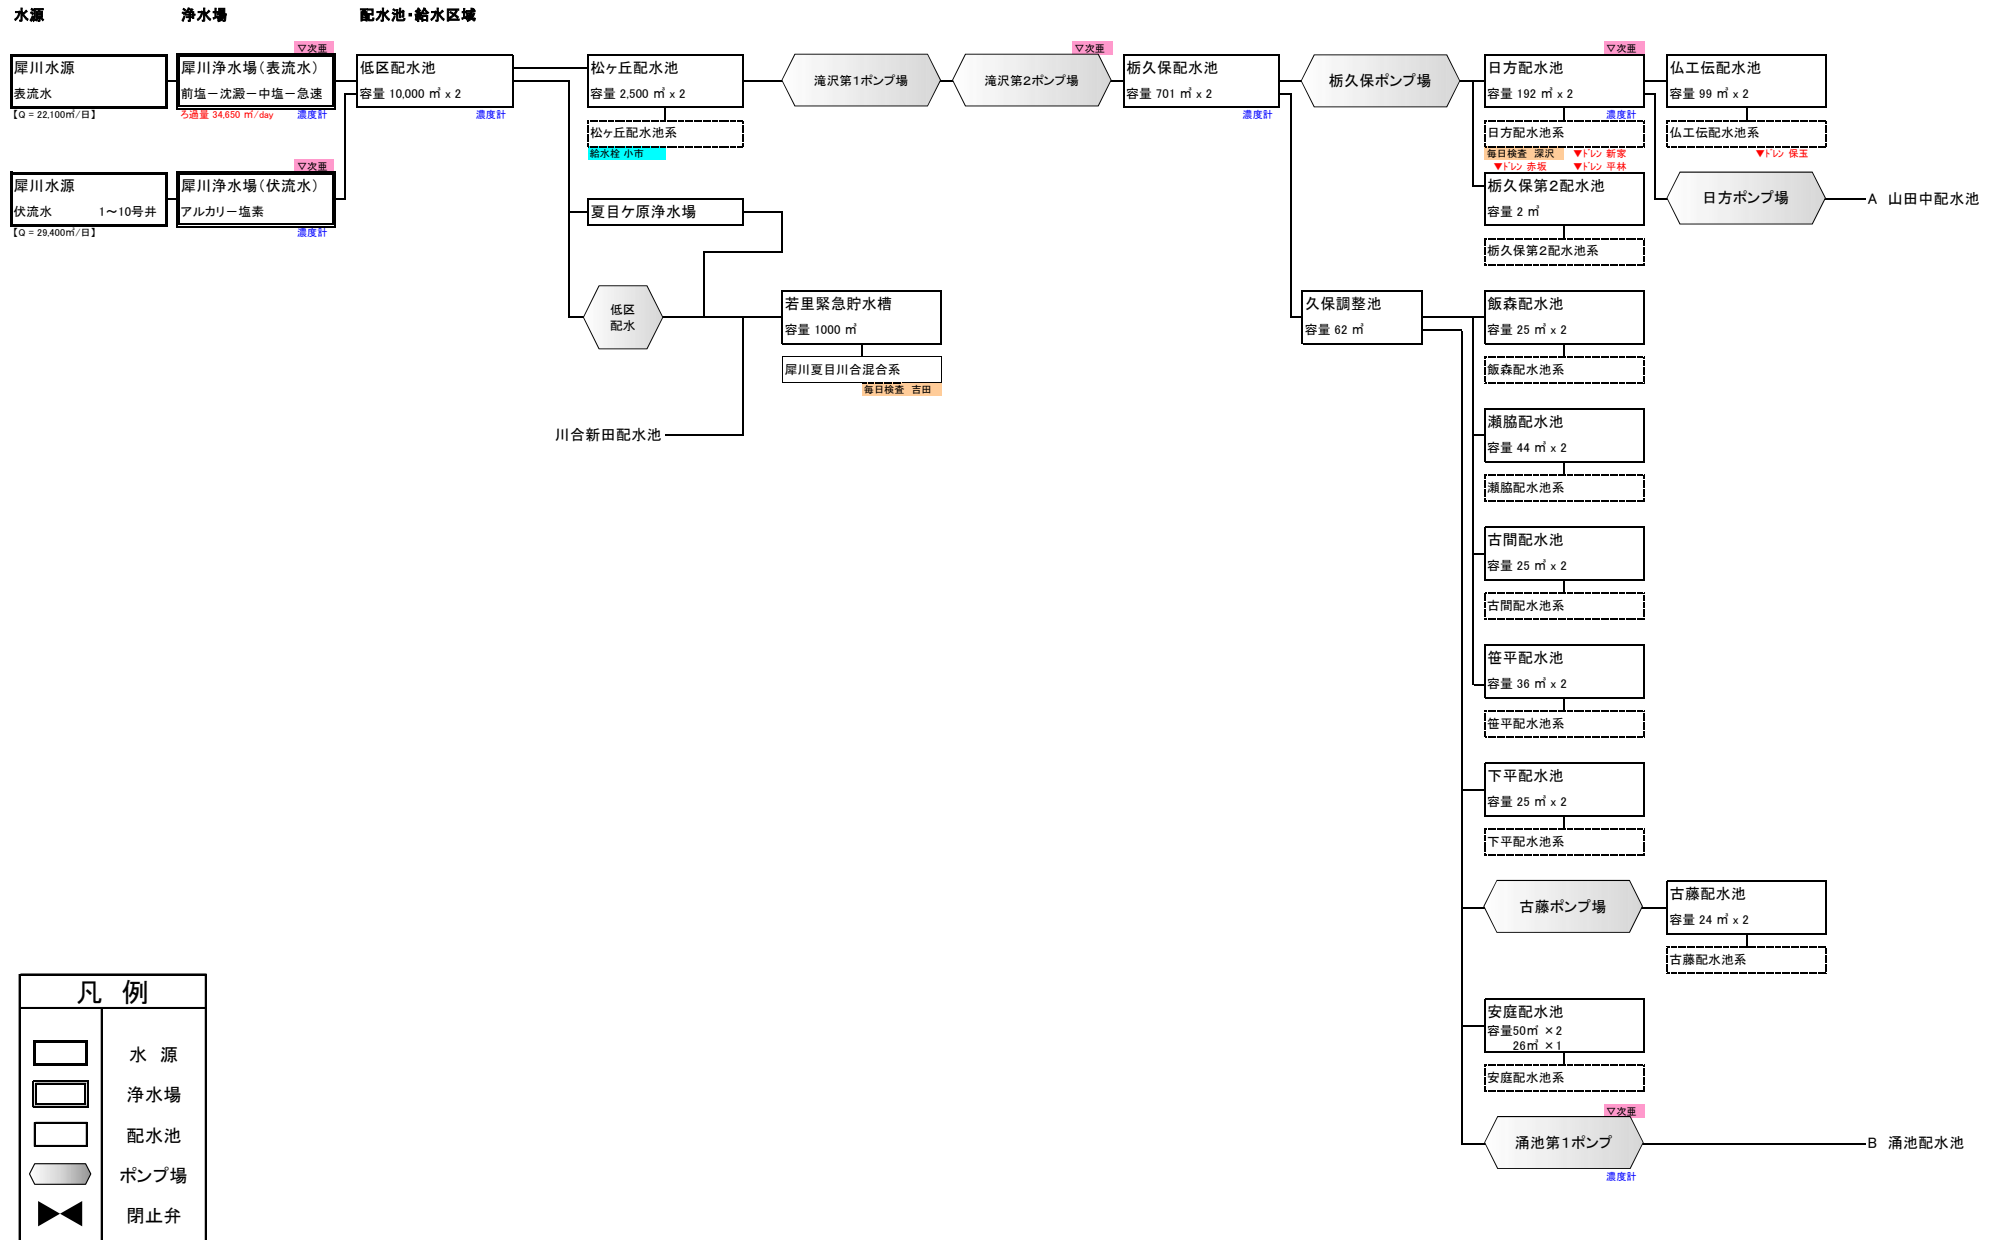 水源
浄水場
配水池・給水区域
犀川水源
表流水
【Q = 22,100㎥/日】
▽次亜
犀川浄水場（表流水）
前塩－沈澱－中塩－急速
ろ過量 34,650 ㎥/day
濃度計
犀川水源
伏流水 1～10号井
【Q = 29,400㎥/日】
▽次亜
犀川浄水場（伏流水）
アルカリ－塩素
濃度計
低区配水池
容量 10,000 ㎥ x 2
濃度計
松ヶ丘配水池
容量 2,500 ㎥ x 2
松ヶ丘配水池系
給水栓 小市
夏目ケ原浄水場
低区
配水
若里緊急貯水槽
容量 1000 ㎥
犀川夏目川合混合系
毎日検査 吉田
川合新田配水池
滝沢第1ポンプ場
▽次亜
滝沢第2ポンプ場
栃久保配水池
容量 701 ㎥ x 2
濃度計
栃久保ポンプ場
▽次亜
日方配水池
容量 192 ㎥ x 2
濃度計
日方配水池系
毎日検査 深沢
▼ドレン 新家
▼ドレン 赤坂
▼ドレン 平林
仏工伝配水池
容量 99 ㎥ x 2
仏工伝配水池系
▼ドレン 保玉
日方ポンプ場
A 山田中配水池
栃久保第2配水池
容量 2 ㎥
栃久保第2配水池系
久保調整池
容量 62 ㎥
飯森配水池
容量 25 ㎥ x 2
飯森配水池系
瀬脇配水池
容量 44 ㎥ x 2
瀬脇配水池系
古間配水池
容量 25 ㎥ x 2
古間配水池系
笹平配水池
容量 36 ㎥ x 2
笹平配水池系
下平配水池
容量 25 ㎥ x 2
下平配水池系
古藤ポンプ場
古藤配水池
容量 24 ㎥ x 2
古藤配水池系
安庭配水池
容量50㎥ ×2
26㎥ ×1
安庭配水池系
▽次亜
涌池第1ポンプ
濃度計
B 涌池配水池
凡 例
水 源
浄水場
配水池
ポンプ場
閉止弁